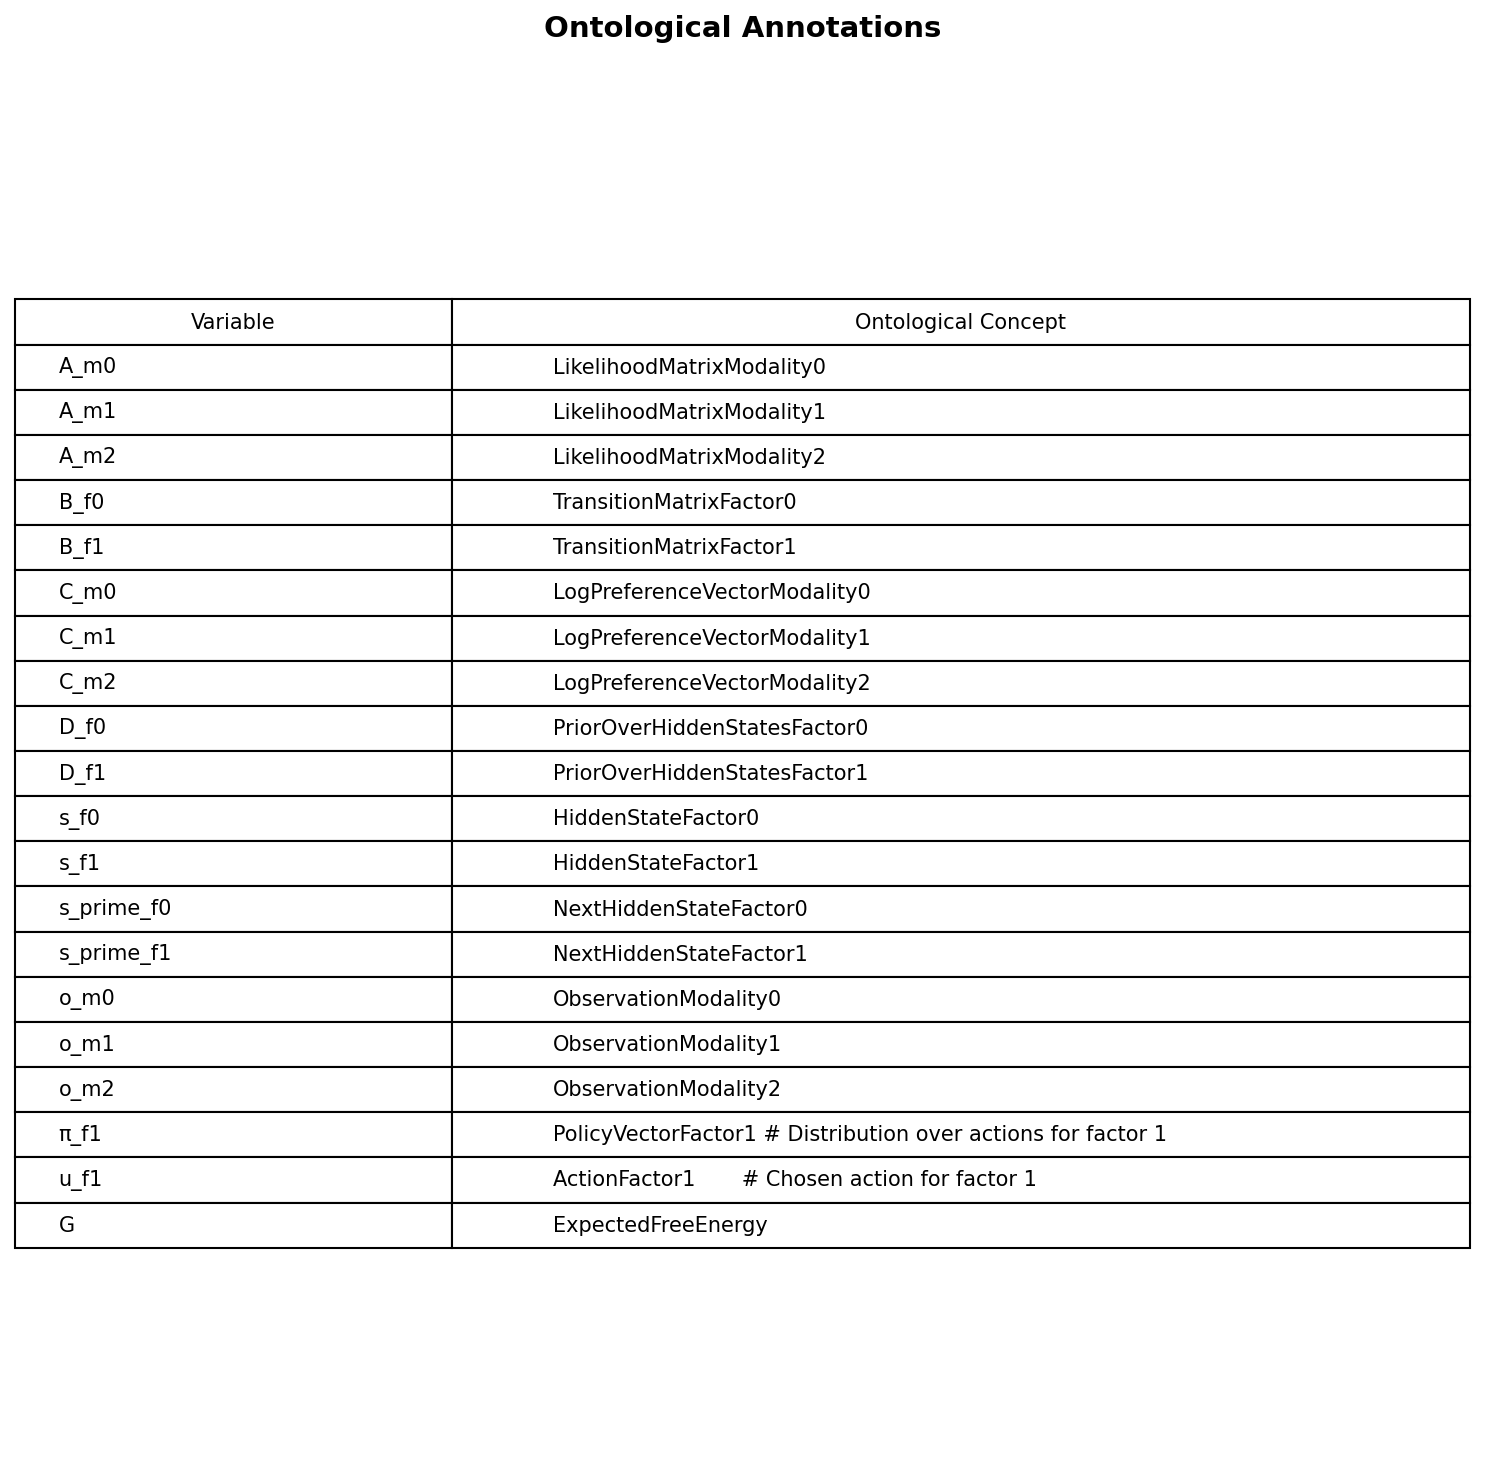 Ontological Annotations
Variable Ontological Concept
A_m0 LikelihoodMatrixModality0
A_m1 LikelihoodMatrixModality1
A_m2 LikelihoodMatrixModality2
B_f0 TransitionMatrixFactor0
B_f1 TransitionMatrixFactor1
C_m0 LogPreferenceVectorModality0
C_m1 LogPreferenceVectorModality1
C_m2 LogPreferenceVectorModality2
D_f0 PriorOverHiddenStatesFactor0
D_f1 PriorOverHiddenStatesFactor1
s_f0 HiddenStateFactor0
s_f1 HiddenStateFactor1
s_prime_f0 NextHiddenStateFactor0
s_prime_f1 NextHiddenStateFactor1
o_m0 ObservationModality0
o_m1 ObservationModality1
o_m2 ObservationModality2
π_f1 PolicyVectorFactor1 # Distribution over actions for factor 1
u_f1 ActionFactor1 # Chosen action for factor 1
G ExpectedFreeEnergy